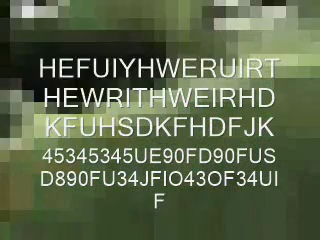 HEFUIYHWERUIRT
HEWRITHWEIRHD
KFUHSDKFHDFJK
45345345UE90FD90FUS
D890FU34JFIO43OF34UI
F